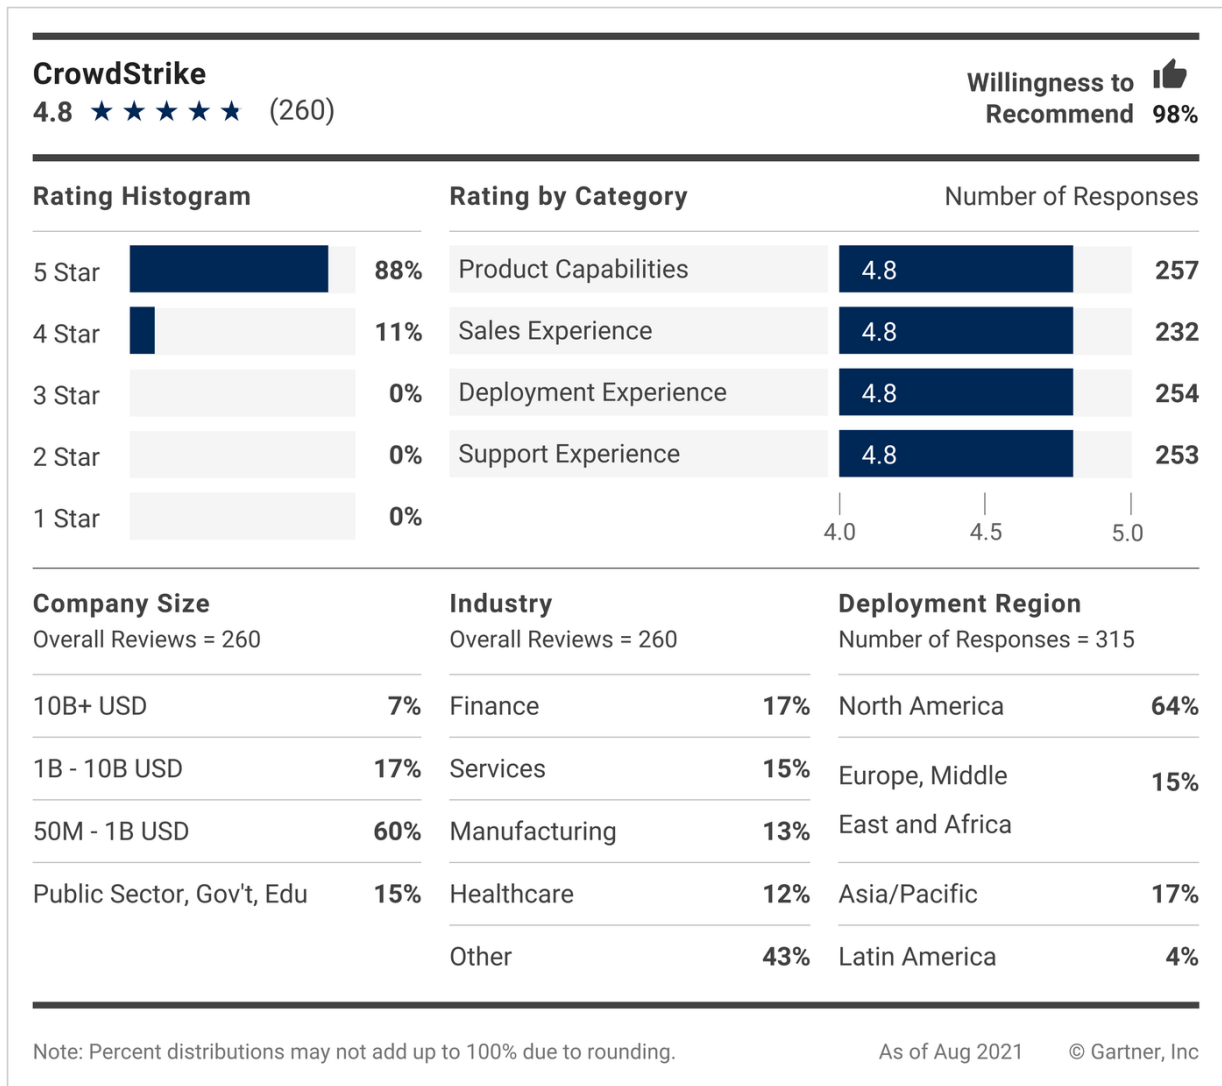 CrowdStrike
4.8 ★ ★ ★ ★ ★ (260)
Willingness to
Recommend 98%
Rating Histogram
5 Star 88%
4 Star 11%
3 Star 0%
2 Star 0%
1 Star 0%
Rating by Category Number of Responses
Product Capabilities 4.8 257
Sales Experience 4.8 232
Deployment Experience 4.8 254
Support Experience 4.8 253
4.0 4.5 5.0
Company Size
Overall Reviews = 260
10B+ USD 7%
1B - 10B USD 17%
50M - 1B USD 60%
Public Sector, Gov't, Edu 15%
Industry
Overall Reviews = 260
Finance 17%
Services 15%
Manufacturing 13%
Healthcare 12%
Other 43%
Deployment Region
Number of Responses = 315
North America 64%
Europe, Middle 15%
East and Africa
Asia/Pacific 17%
Latin America 4%
Note: Percent distributions may not add up to 100% due to rounding. As of Aug 2021 © Gartner, Inc